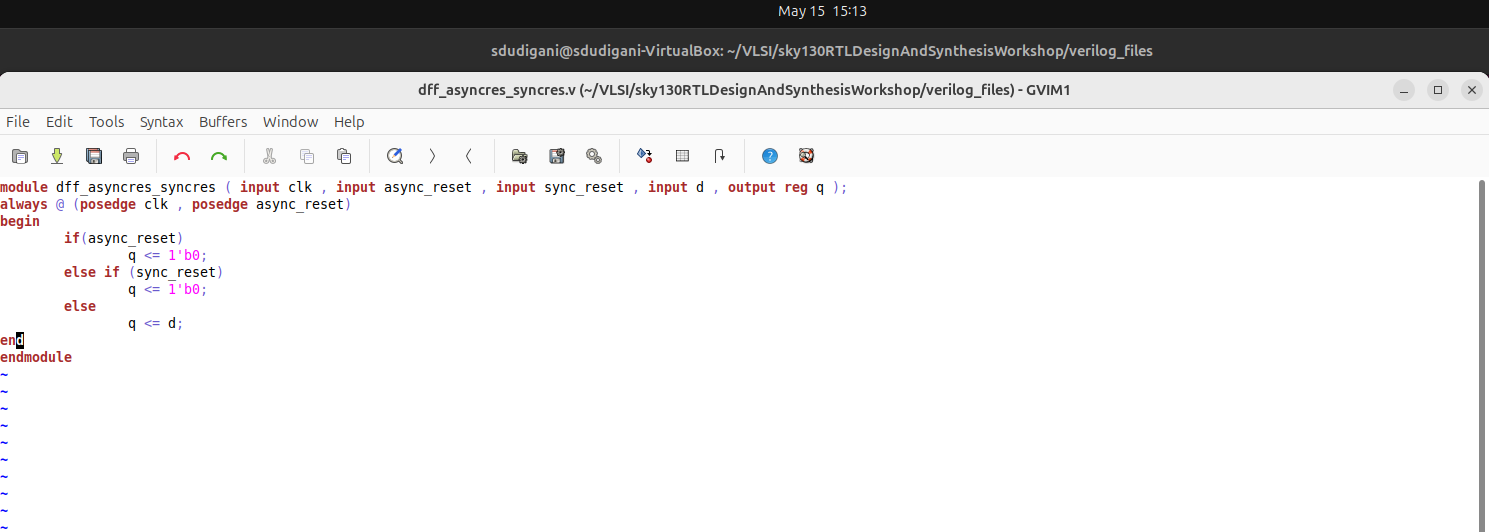 May 15 15:13
sdudigani@sdudigani-VirtualBox: ~/VLSI/sky130RTLDesignAndSynthesisWorkshop/verilog_files
dff_asyncres_syncres.v (~/VLSI/sky130RTLDesignAndSynthesisWorkshop/verilog_files) - GVIM1
File Edit Tools Syntax Buffers Window Help
module dff_asyncres_syncres ( input clk , input async_reset , input sync_reset , input d , output reg q );
always @ (posedge clk , posedge async_reset)
begin
        if(async_reset)
                q <= 1'b0;
        else if (sync_reset)
                q <= 1'b0;
        else
                q <= d;
end
endmodule
~
~
~
~
~
~
~
~
~
~